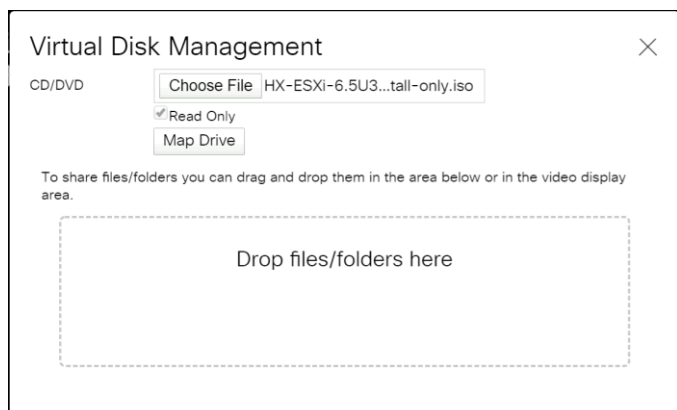 Virtual Disk Management
CD/DVD Choose File HX-ESXi-6.5U3...tall-only.iso
Read Only
Map Drive
To share files/folders you can drag and drop them in the area below or in the video display
area.
Drop files/folders here